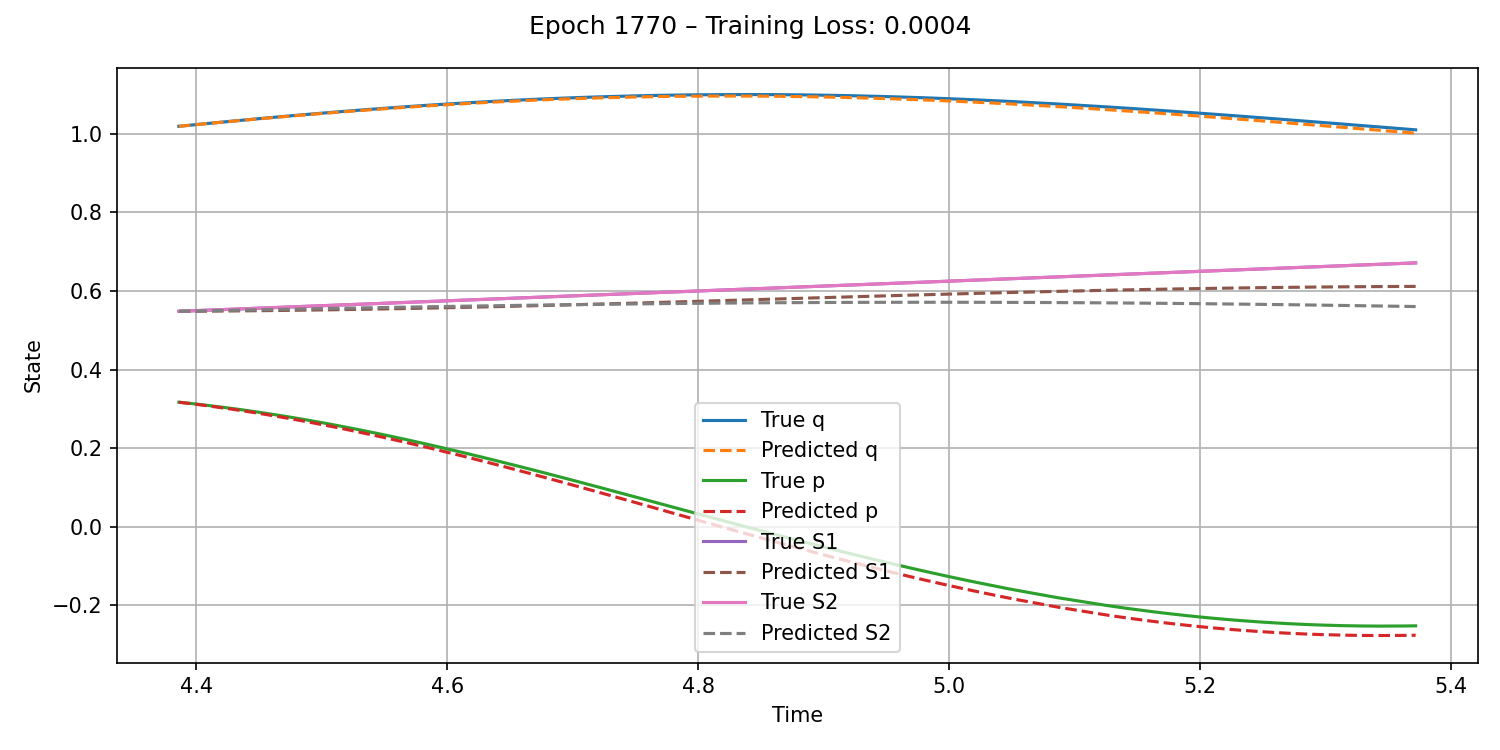 Epoch 1770 – Training Loss: 0.0004
1.0
0.8
0.6
0.4
0.2
0.0
−0.2
State
True q
Predicted q
True p
Predicted p
True S1
Predicted S1
True S2
Predicted S2
4.4 4.6 4.8 5.0 5.2 5.4
Time